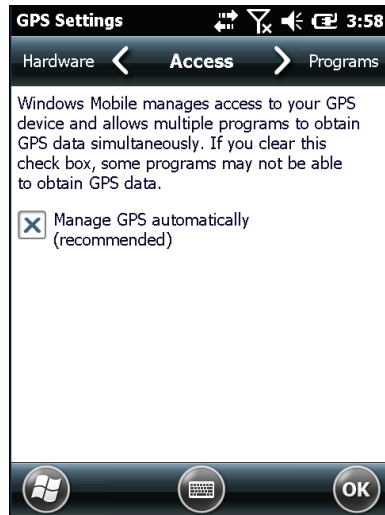 GPS Settings 3:58
Hardware Access Programs
Windows Mobile manages access to your GPS
device and allows multiple programs to obtain
GPS data simultaneously. If you clear this
check box, some programs may not be able
to obtain GPS data.
Manage GPS automatically
(recommended)
OK